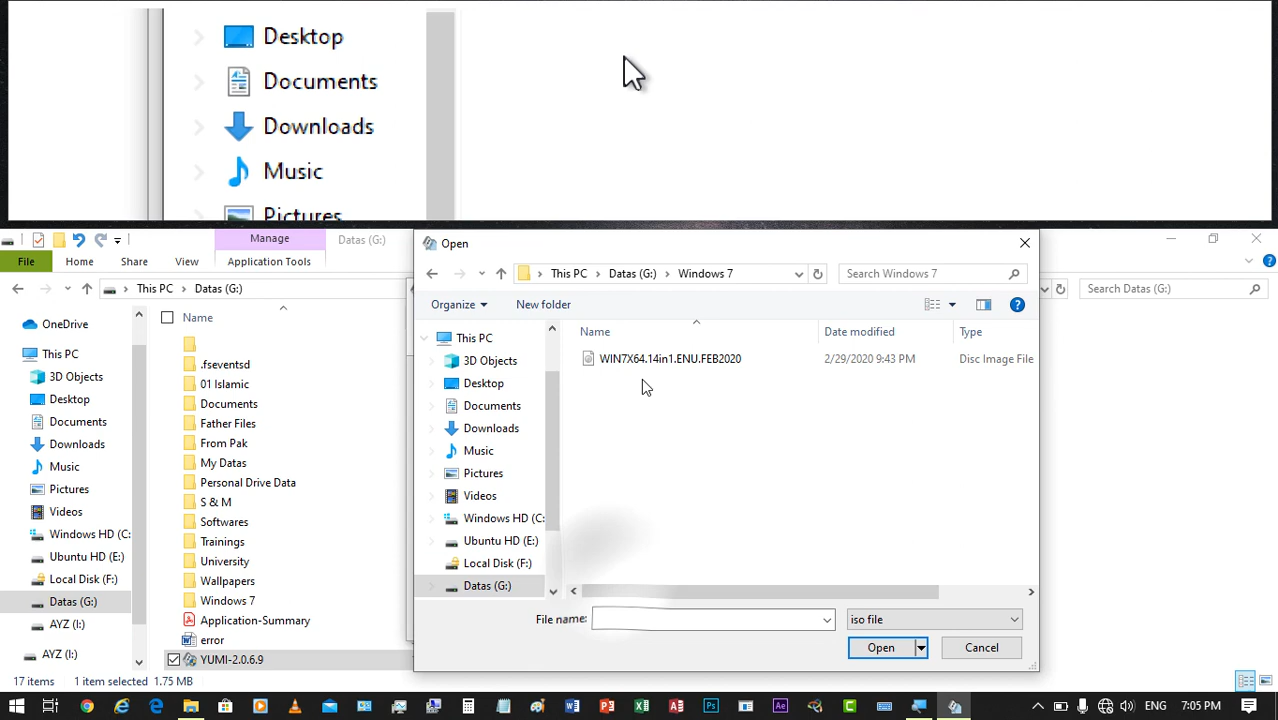 Desktop
Documents
Downloads
Music
Pictures
Manage
Datas (G:)
File
Home
Share
View
Application Tools
This PC
Datas (G:)
Search Datas (G:)
OneDrive
This PC
3D Objects
Desktop
Documents
Downloads
Music
Pictures
Videos
Windows HD (C:
Ubuntu HD (E:)
Local Disk (F:)
Datas (G:)
AYZ (I:)
AYZ (I:)
Name
.fseventsd
01 Islamic
Documents
Father Files
From Pak
My Datas
Personal Drive Data
S & M
Softwares
Trainings
University
Wallpapers
Windows 7
Application-Summary
error
YUMI-2.0.6.9
Open
This PC
Datas (G:)
Windows 7
Search Windows 7
Organize
New folder
This PC
3D Objects
Desktop
Documents
Downloads
Music
Pictures
Videos
Windows HD (C:
Ubuntu HD (E:)
Local Disk (F:)
Datas (G:)
Name
Date modified
Type
WIN7X64.14in1.ENU.FEB2020
2/29/2020 9:43 PM
Disc Image File
File name:
iso file
Open
Cancel
17 items
1 item selected 1.75 MB
ENG
7:05 PM